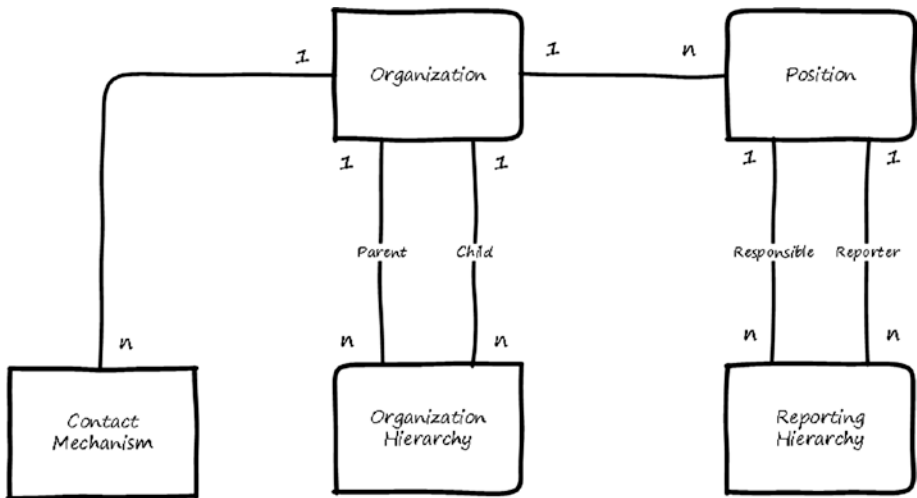 1
Organization
1
n
Position
1
1
1
1
Parent
Child
Responsible
Reporter
n
n
n
n
n
Contact
Mechanism
Organization
Hierarchy
Reporting
Hierarchy